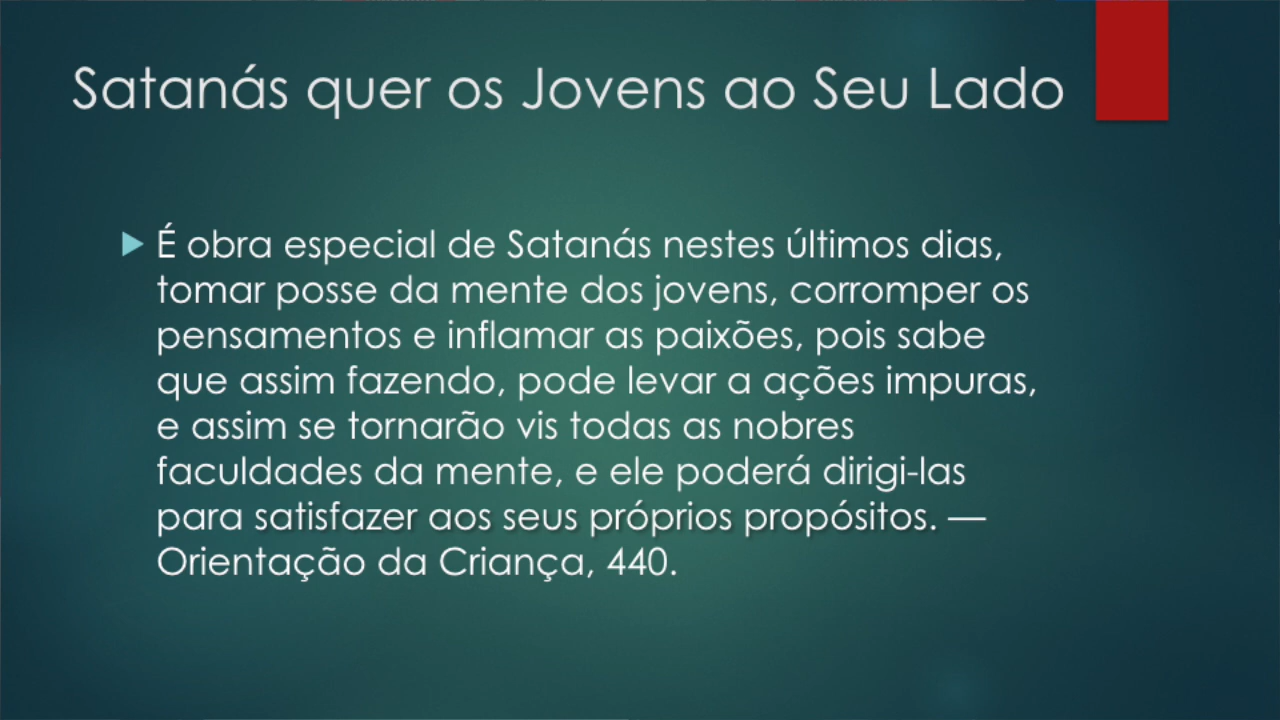 Satanás quer os Jovens ao Seu Lado
É obra especial de Satanás nestes últimos dias,
tomar posse da mente dos jovens, corromper os
pensamentos e inflamar as paixões, pois sabe
que assim fazendo, pode levar a ações impuras,
e assim se tornarão vis todas as nobres
faculdades da mente, e ele poderá dirigi-las
para satisfazer aos seus próprios propósitos. —
Orientação da Criança, 440.